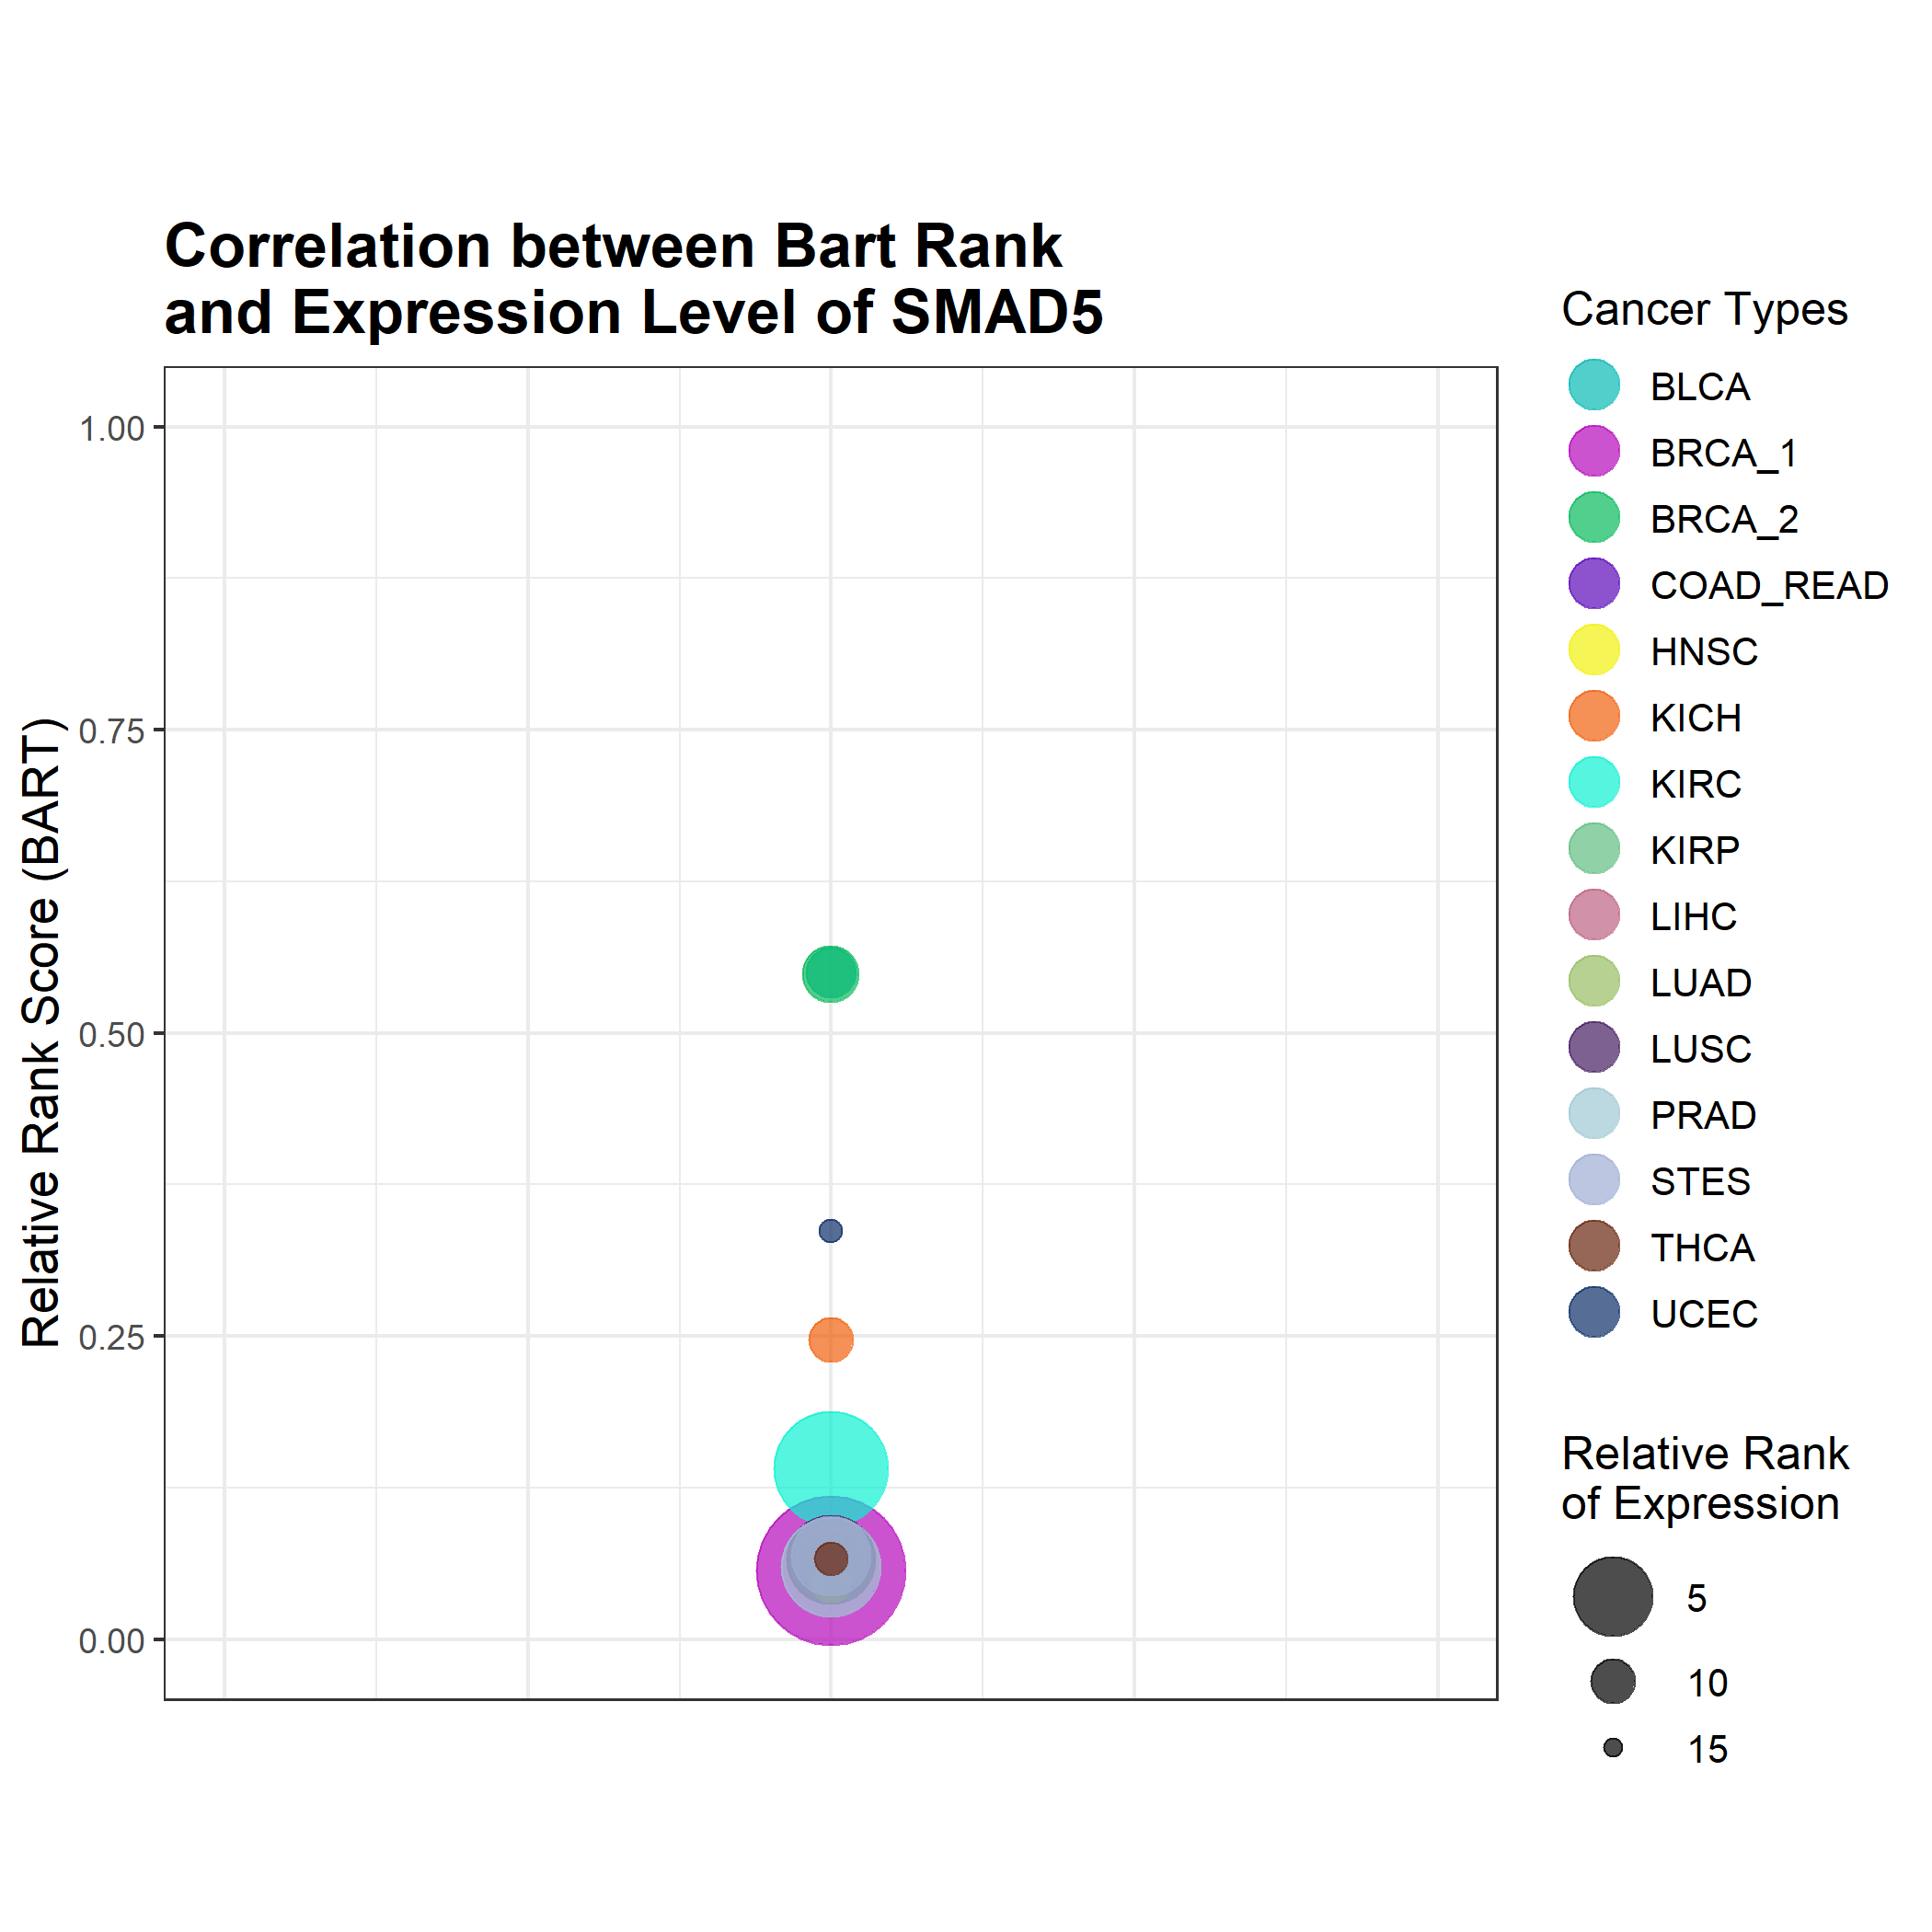 Correlation between Bart Rank
and Expression Level of SMAD5
Relative Rank Score (BART)
1.00
0.75
0.50
0.25
0.00
Cancer Types
BLCA
BRCA_1
BRCA_2
COAD_READ
HNSC
KICH
KIRC
KIRP
LIHC
LUAD
LUSC
PRAD
STES
THCA
UCEC
Relative Rank
of Expression
5
10
15